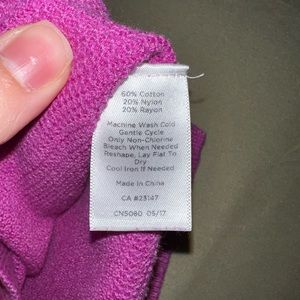 60% Cotton
20% Nylon
20% Rayon
Machine Wash Cold
Gentle Cycle
Only Non-Chlorine
Bleach When Needed
Reshape, Lay Flat To
Dry
Cool Iron If Needed
Made In China
CA #23147
CN5080 05/17